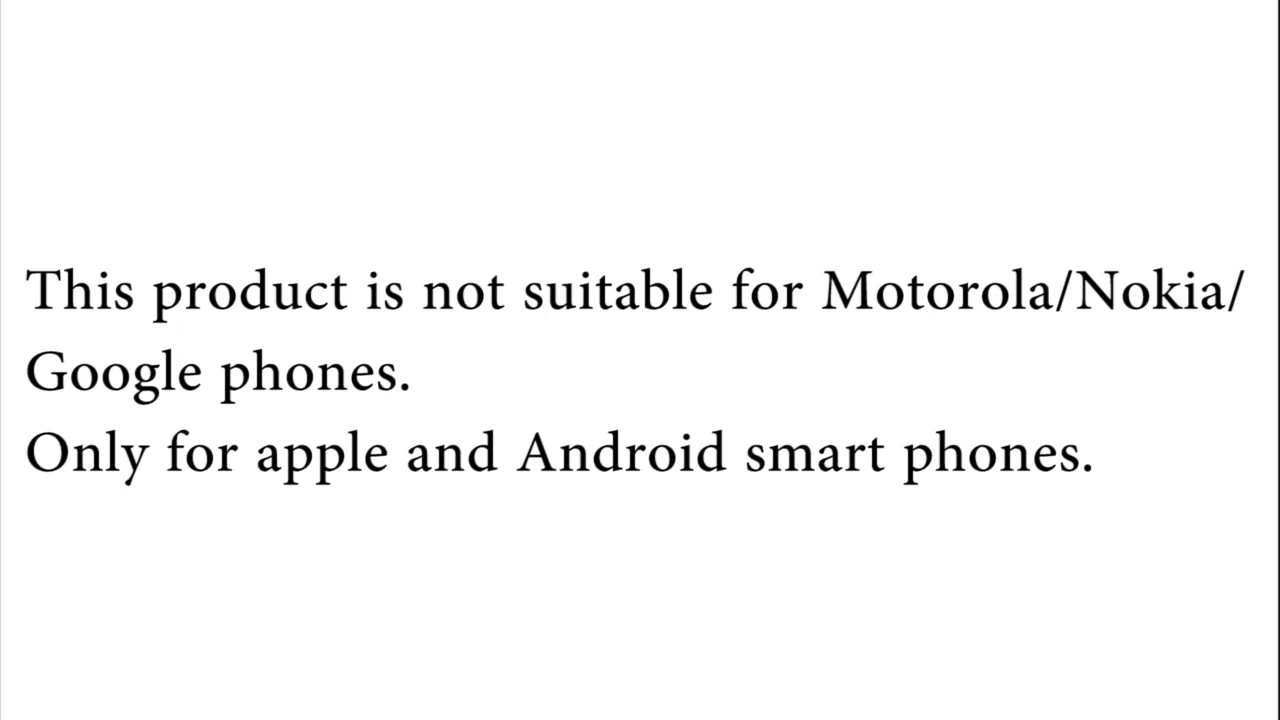 This product is not suitable for Motorola/Nokia/
Google phones.
Only for apple and Android smart phones.